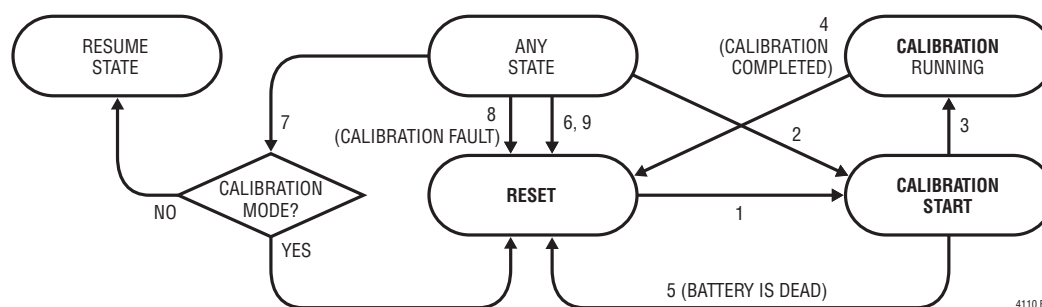 RESUME
STATE
ANY
STATE
4
(CALIBRATION
COMPLETED)
CALIBRATION
RUNNING
7
8
(CALIBRATION FAULT)
6, 9
2
3
CALIBRATION
MODE?
NO
YES
RESET
1
CALIBRATION
START
5 (BATTERY IS DEAD)